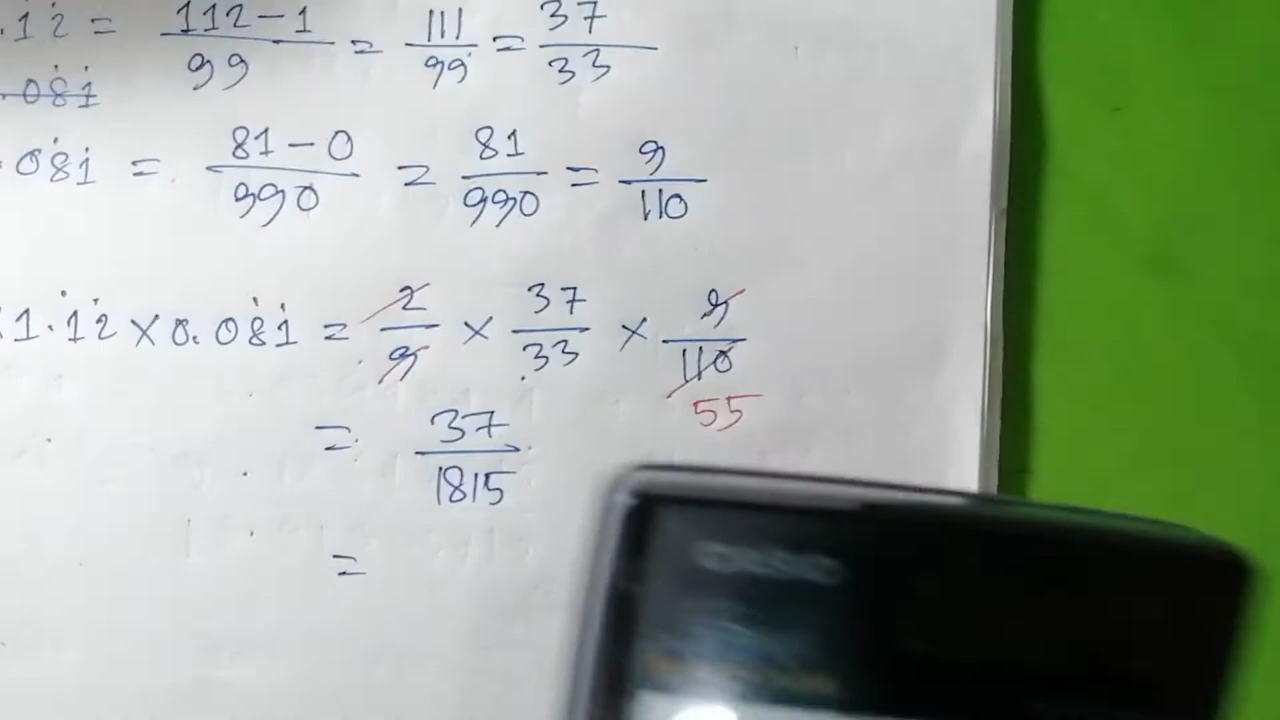 .1̇2̇ = 112-1/99 = 111/99 = 37/33
.08̇1̇
.08̇1̇ = 81-0/990 = 81/990 = 9/110
1.1̇2̇ × 0.08̇1̇ = 2/9 × 37/33 × 9/110
55
= 37/1815
=
CASIO